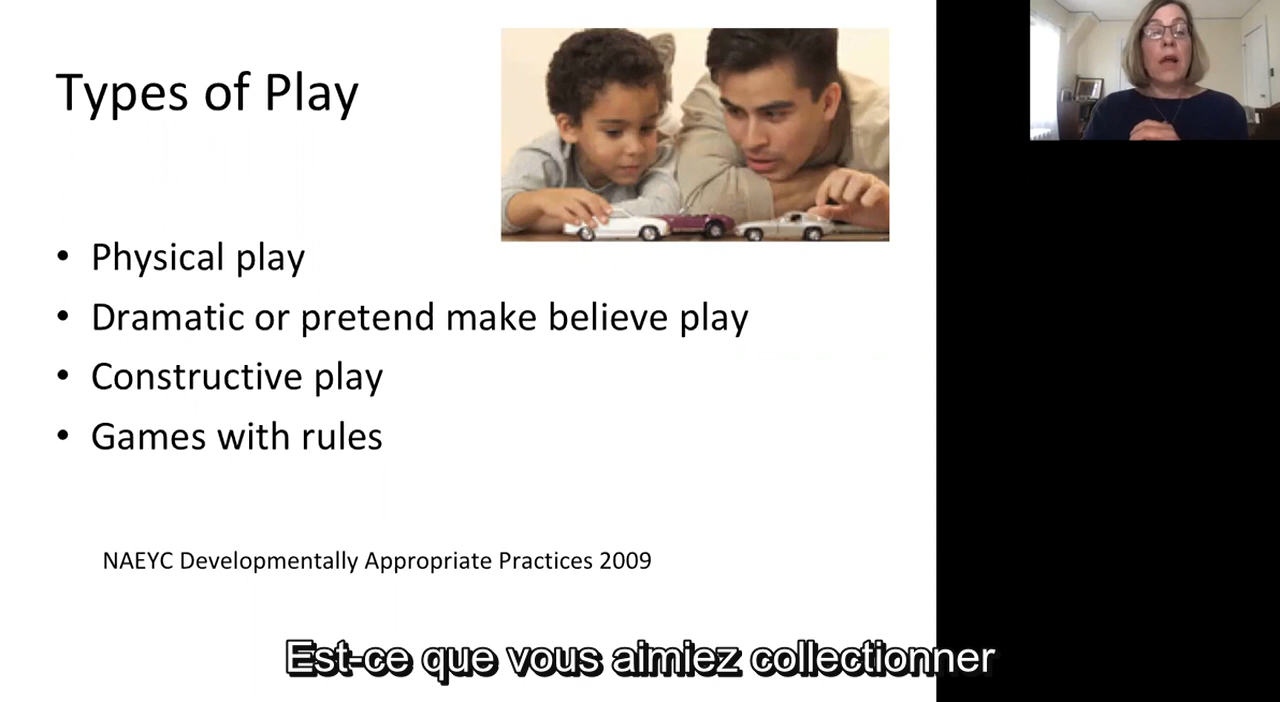 Types of Play
• Physical play
• Dramatic or pretend make believe play
• Constructive play
• Games with rules
NAEYC Developmentally Appropriate Practices 2009
Est-ce que vous aimiez collectionner